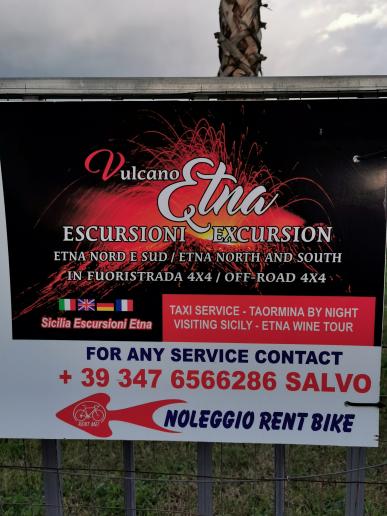 Vulcano Etna
ESCURSIONI EXCURSION
ETNA NORD E SUD / ETNA NORTH AND SOUTH
IN FUORISTRADA 4X4 / OFF-ROAD 4X4
Sicilia Escursioni Etna
TAXI SERVICE - TAORMINA BY NIGHT
VISITING SICILY - ETNA WINE TOUR
FOR ANY SERVICE CONTACT
+ 39 347 6566286 SALVO
RENT ME!
NOLEGGIO RENT BIKE